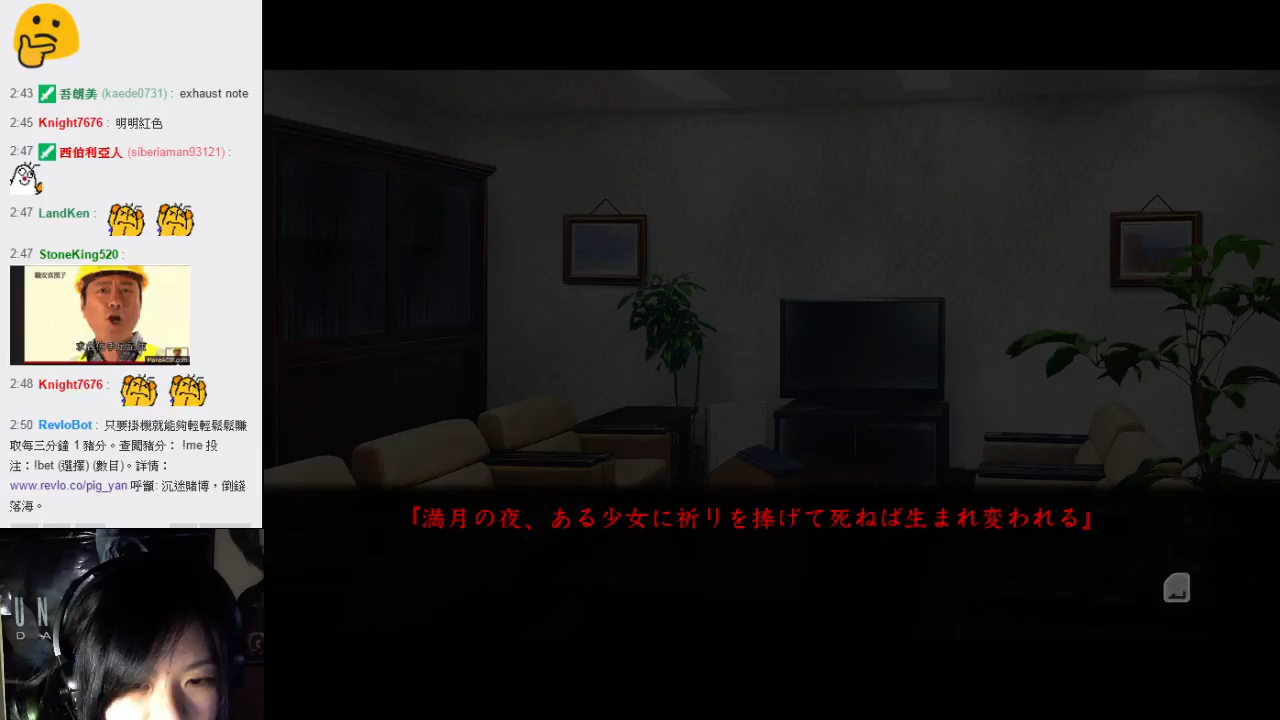 2:43 吾朗美 (kaede0731) : exhaust note
2:45 Knight7676 : 明明紅色
2:47 西伯利亞人 (siberiaman93121) :
2:47 LandKen :
2:47 StoneKing520 :
2:48 Knight7676 :
2:50 RevloBot : 只要掛機就能夠輕輕鬆鬆賺
取每三分鐘 1 豬分。查閱豬分： !me 投
注：!bet (選擇) (數目)。詳情：
www.revlo.co/pig_yan 呼籲: 沉迷賭博，倒錢
落海。
『満月の夜、ある少女に祈りを捧げて死ねば生まれ変われる』
U N
D A